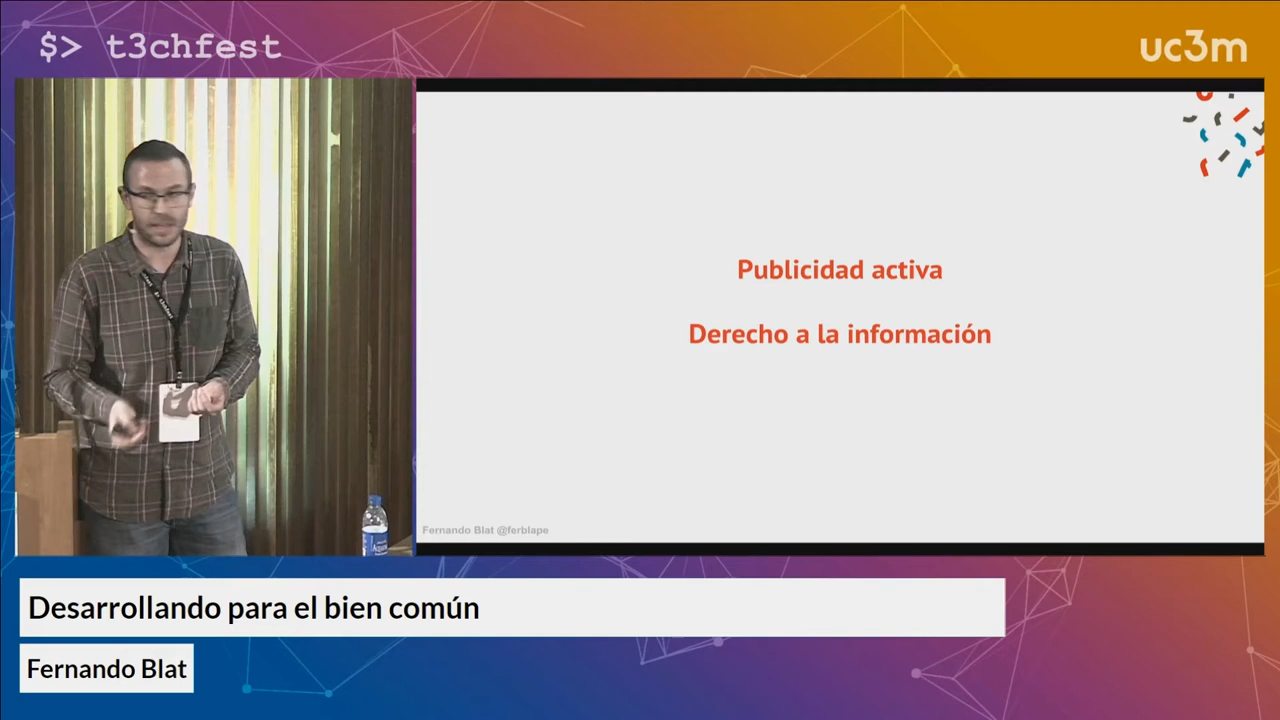 $> t3chfest
uc3m
Publicidad activa
Derecho a la información
Fernando Blat @ferblape
Desarrollando para el bien común
Fernando Blat